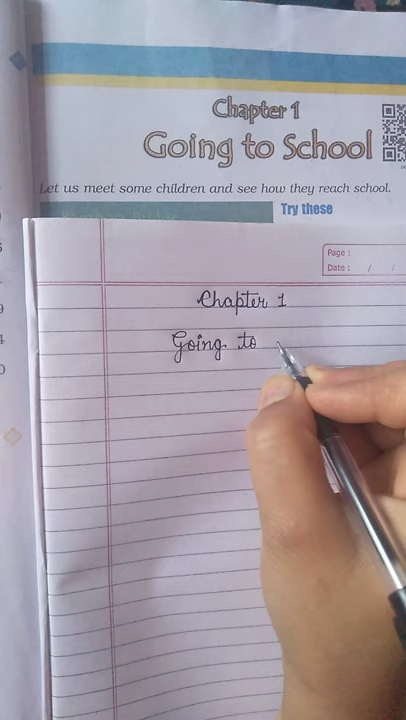 Chapter 1
Going to School
Let us meet some children and see how they reach school.
Try these
Page :
Date : / /
Chapter 1
Going to